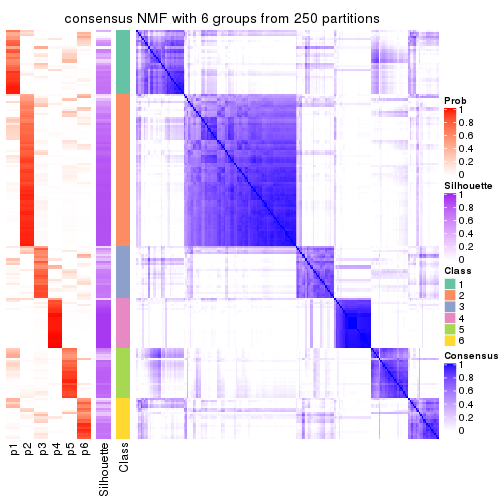 consensus NMF with 6 groups from 250 partitions
Prob
1
0.8
0.6
0.4
0.2
0
Silhouette
1
0.8
0.6
0.4
0.2
0
Class
1
2
3
4
5
6
Consensus
1
0.8
0.6
0.4
0.2
0
p1
p2
p3
p4
p5
p6
Silhouette
Class